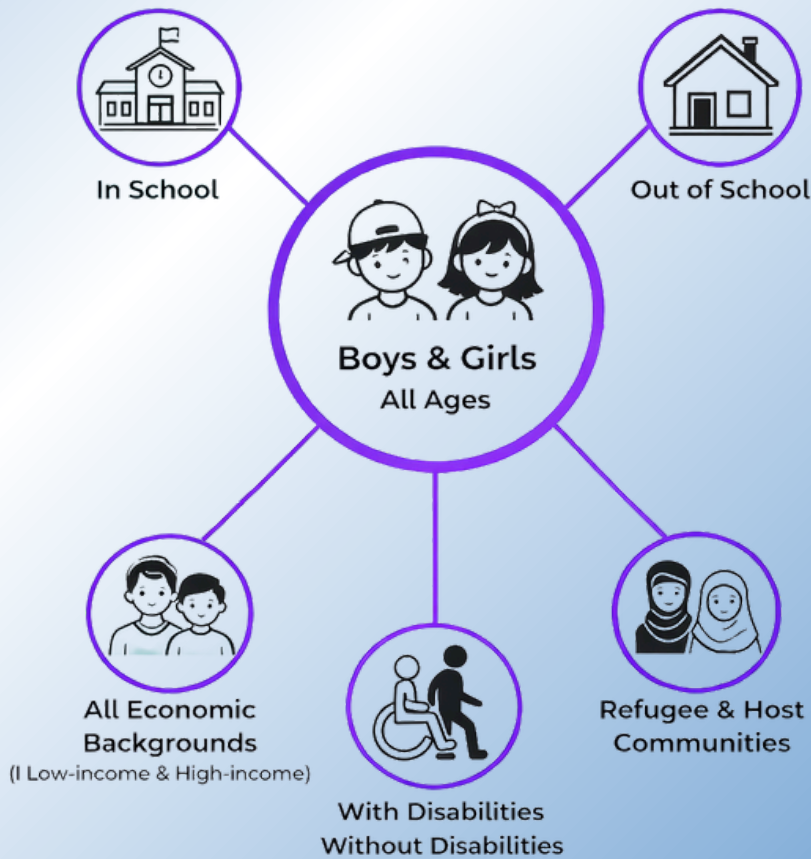 In School
Out of School
Boys & Girls
All Ages
All Economic
Backgrounds
(I Low-income & High-income)
Refugee & Host
Communities
With Disabilities
Without Disabilities